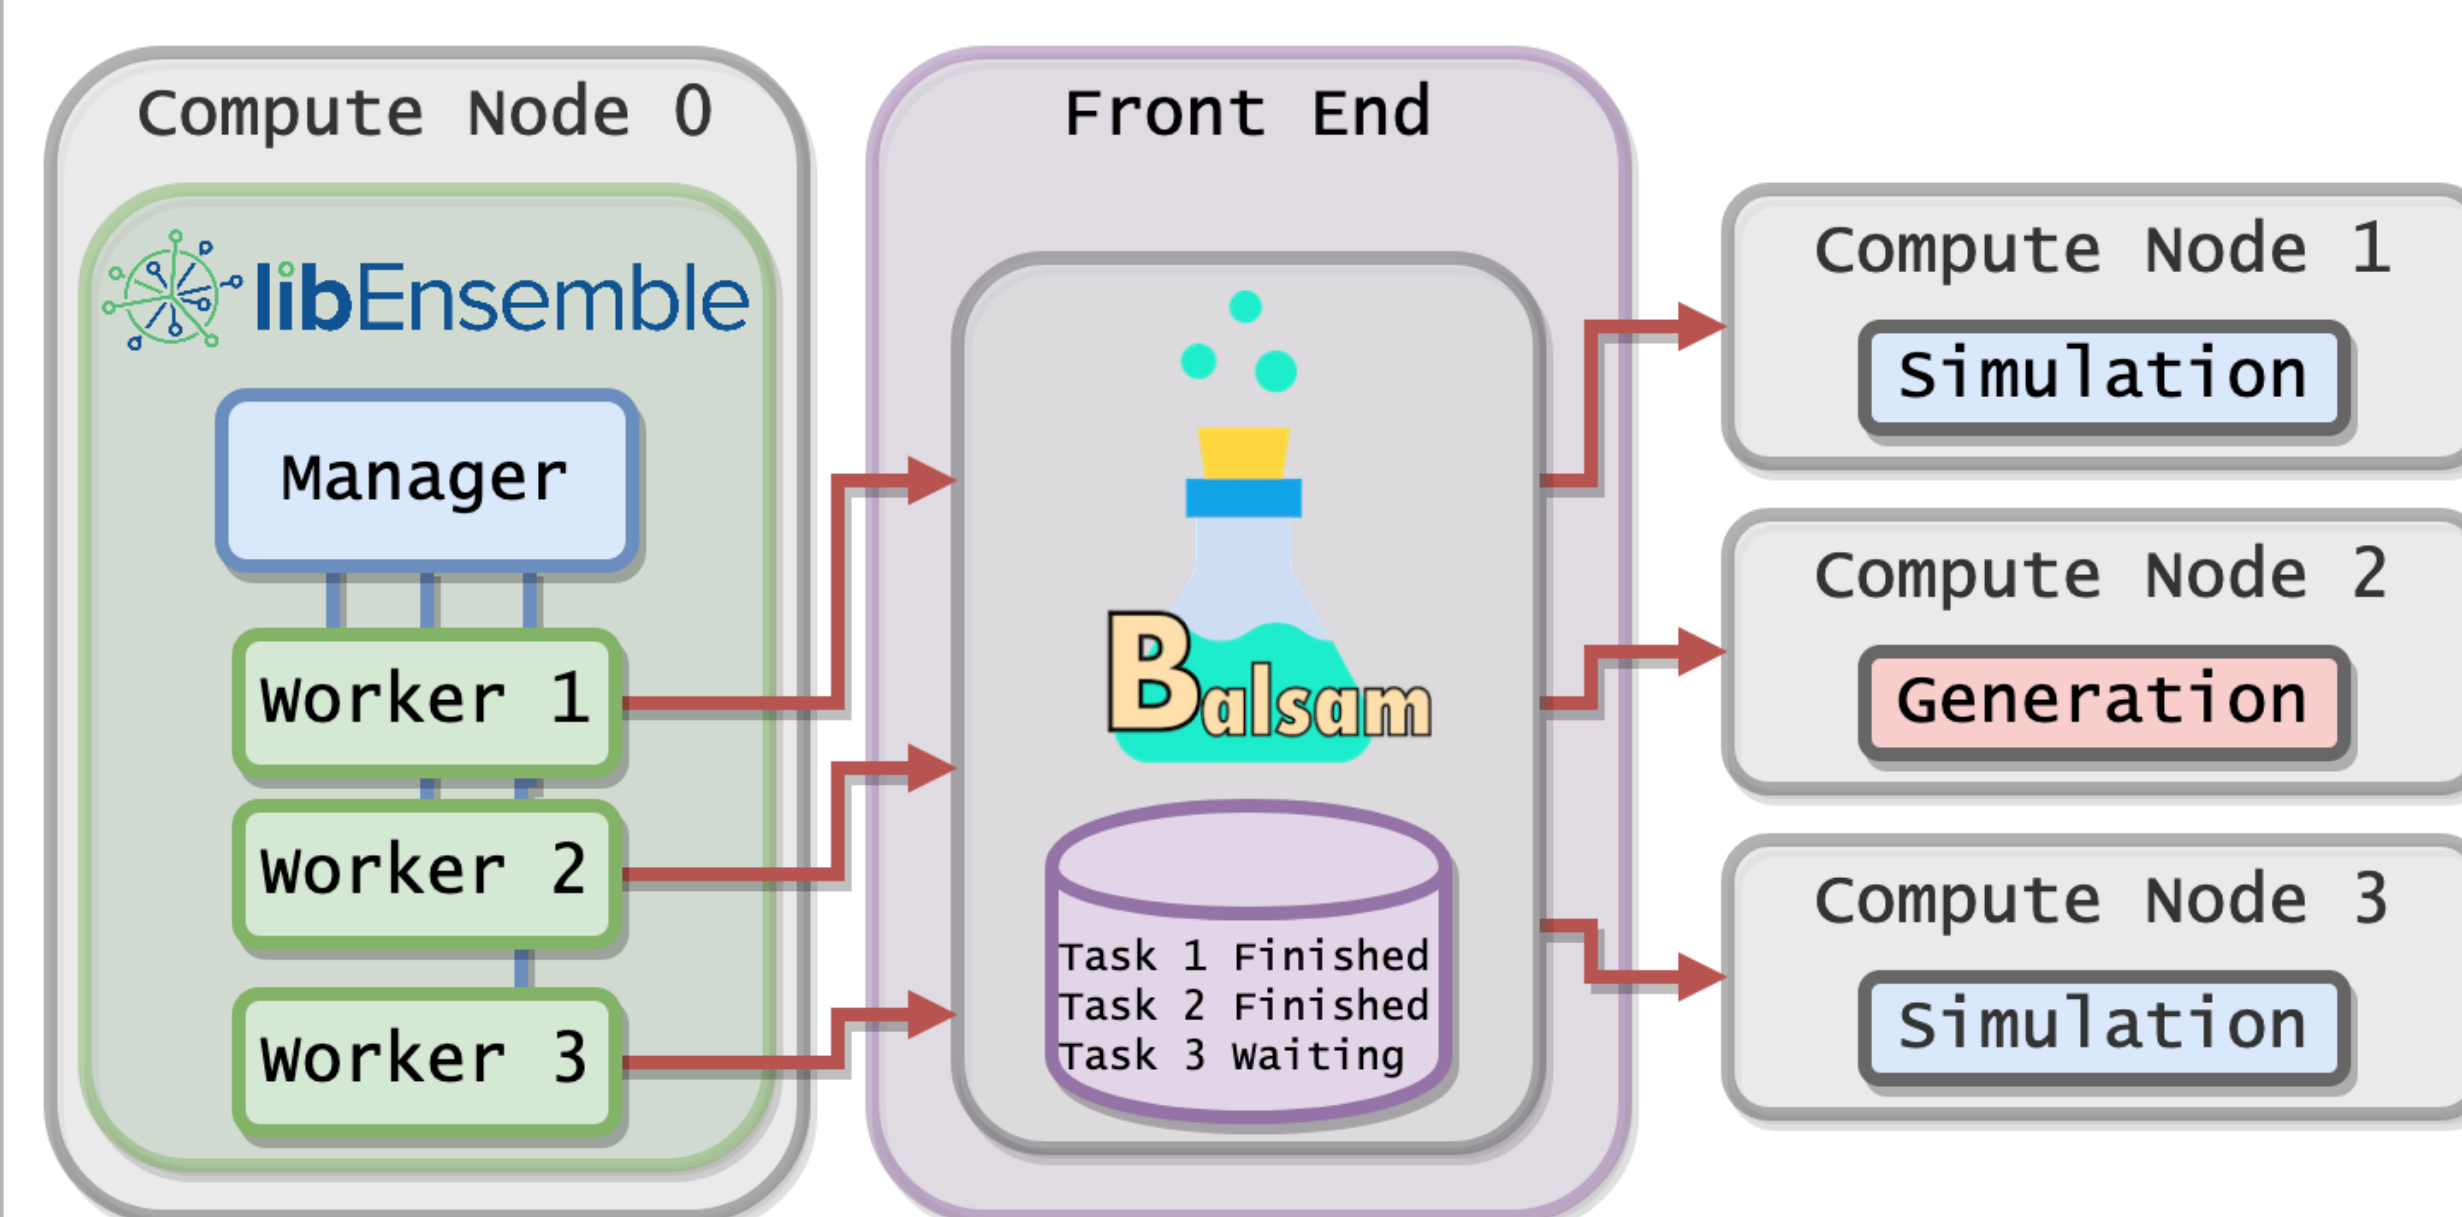 Compute Node 0
libEnsemble
Manager
Worker 1
Worker 2
Worker 3
Front End
Balsam
Task 1 Finished
Task 2 Finished
Task 3 Waiting
Compute Node 1
Simulation
Compute Node 2
Generation
Compute Node 3
Simulation